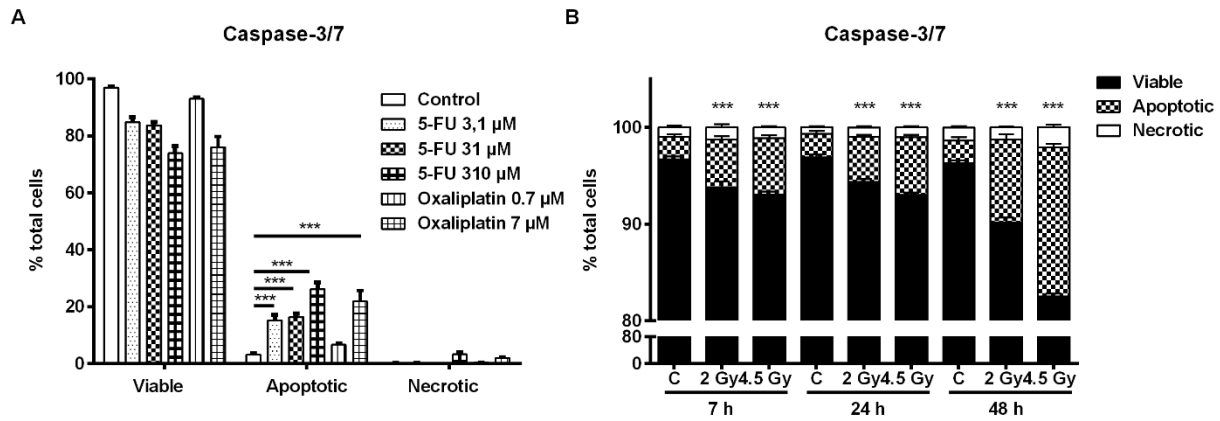 A
Caspase-3/7
% total cells
100
80
60
40
20
0
Control
5-FU 3,1 µM
5-FU 31 µM
5-FU 310 µM
Oxaliplatin 0.7 µM
Oxaliplatin 7 µM
***
***
***
***
Viable
Apoptotic
Necrotic
B
Caspase-3/7
% total cells
100
90
80
80
0
*** *** *** *** *** ***
Viable
Apoptotic
Necrotic
C 2 Gy 4.5 Gy C 2 Gy 4.5 Gy C 2 Gy 4.5 Gy
7 h 24 h 48 h